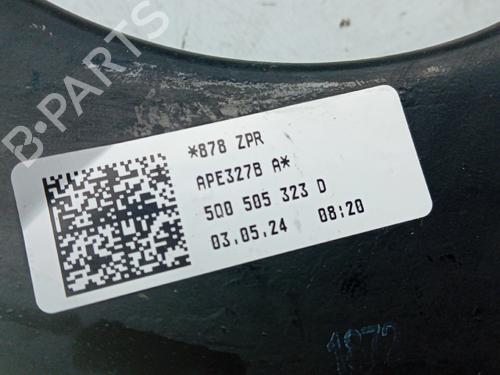 B-PARTS
*878 ZPR
APE327B A*
5Q0 505 323 D
03.05.24 08:20